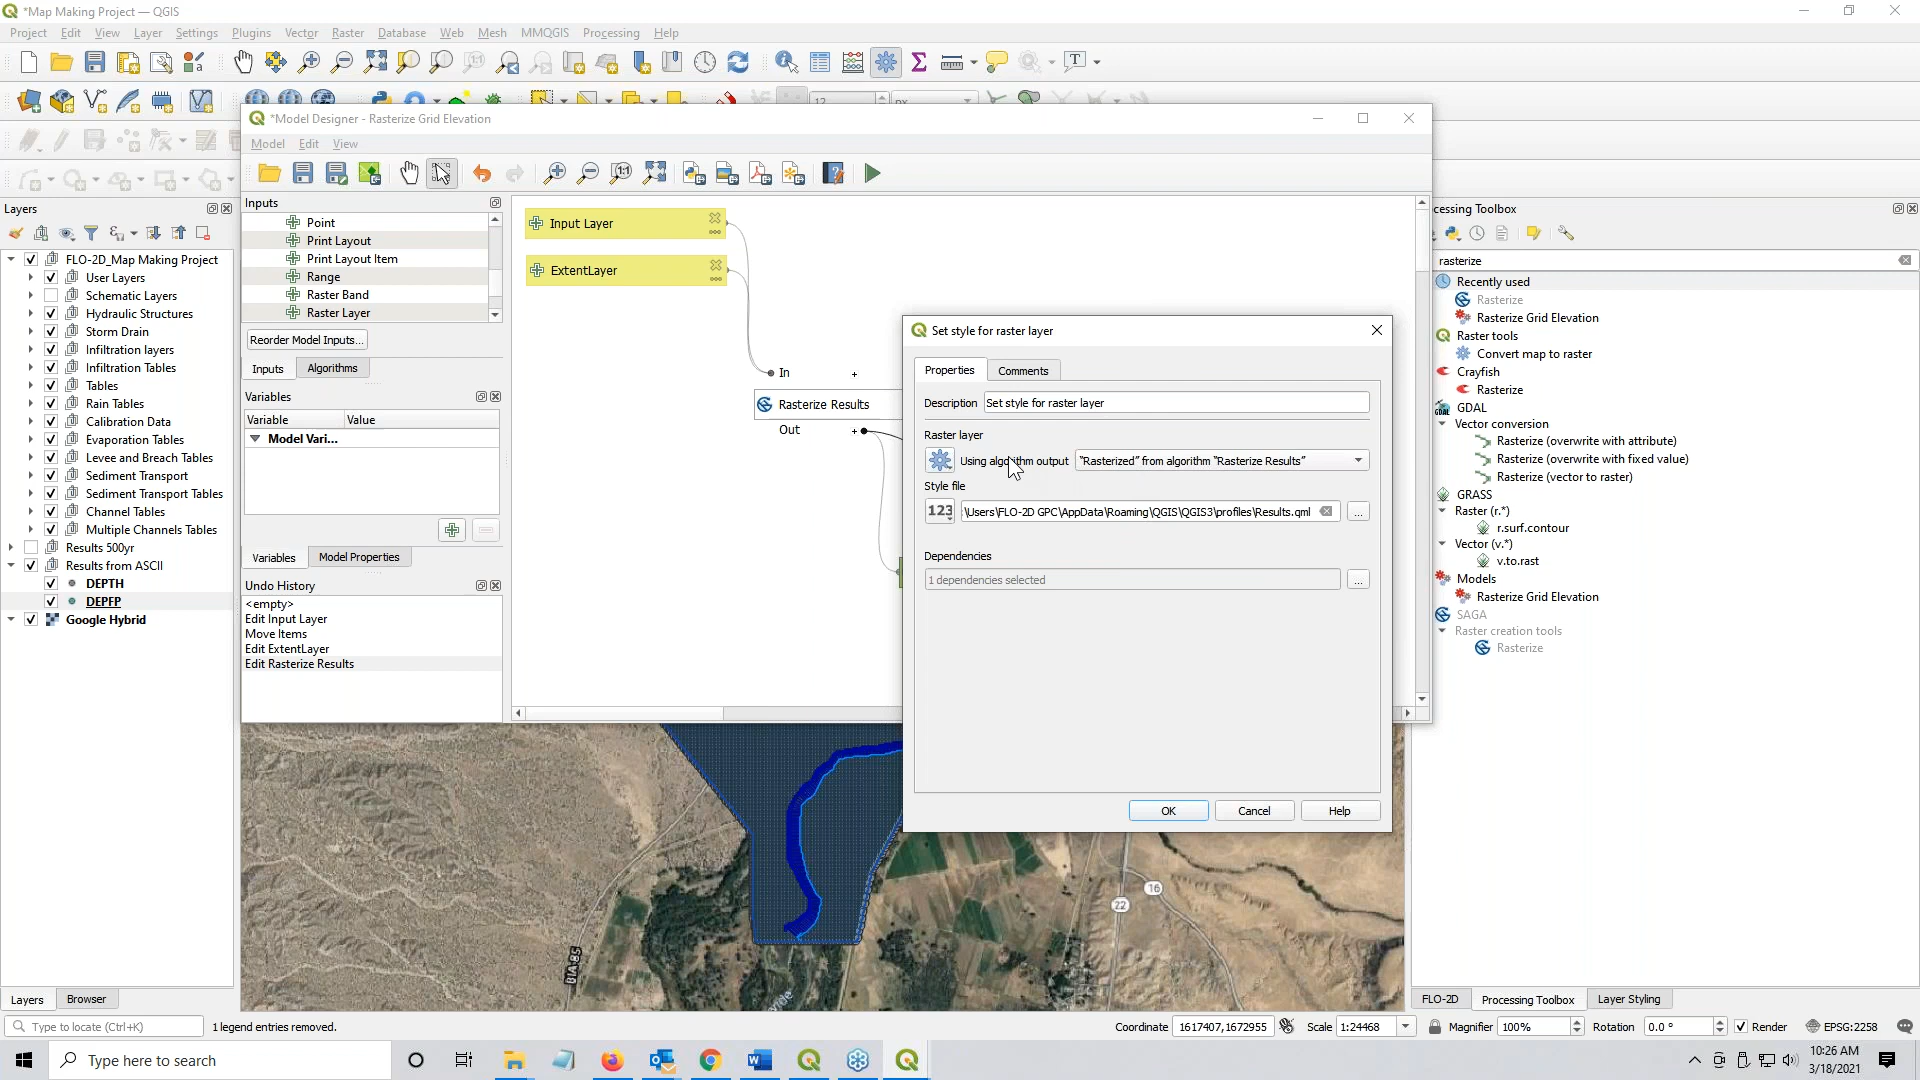 *Map Making Project — QGIS
Project Edit View Layer Settings Plugins Vector Raster Database Web Mesh MMQGIS Processing Help
*Model Designer - Rasterize Grid Elevation
Model Edit View
Layers
FLO-2D_Map Making Project
User Layers
Schematic Layers
Hydraulic Structures
Storm Drain
Infiltration layers
Infiltration Tables
Tables
Rain Tables
Calibration Data
Evaporation Tables
Levee and Breach Tables
Sediment Transport
Sediment Transport Tables
Channel Tables
Multiple Channels Tables
Results 500yr
Results from ASCII
DEPTH
DEPFP
Google Hybrid
Layers Browser
Inputs
Point
Print Layout
Print Layout Item
Range
Raster Band
Raster Layer
Reorder Model Inputs...
Inputs Algorithms
Variables
Variable Value
Model Vari...
Variables Model Properties
Undo History
<empty>
Edit Input Layer
Move Items
Edit ExtentLayer
Edit Rasterize Results
Input Layer
ExtentLayer
In +
Rasterize Results
Out +
Set style for raster layer
Properties Comments
Description Set style for raster layer
Raster layer
Using algorithm output "Rasterized" from algorithm "Rasterize Results"
Style file
123 :\Users\FLO-2D GPC\AppData\Roaming\QGIS\QGIS3\profiles\Results.qml ...
Dependencies
1 dependencies selected ...
OK Cancel Help
cessing Toolbox
rasterize
Recently used
Rasterize
Rasterize Grid Elevation
Raster tools
Convert map to raster
Crayfish
Rasterize
GDAL
Vector conversion
Rasterize (overwrite with attribute)
Rasterize (overwrite with fixed value)
Rasterize (vector to raster)
GRASS
Raster (r.*)
r.surf.contour
Vector (v.*)
v.to.rast
Models
Rasterize Grid Elevation
SAGA
Raster creation tools
Rasterize
FLO-2D Processing Toolbox Layer Styling
BIA 85
16
22
Type to locate (Ctrl+K) 1 legend entries removed. Coordinate 1617407,1672955 Scale 1:24468 Magnifier 100% Rotation 0.0 ° Render EPSG:2258
Type here to search
10:26 AM
3/18/2021